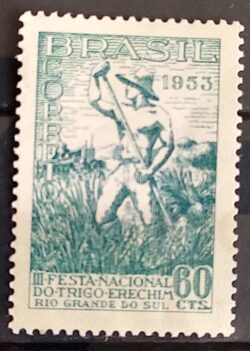 BRASIL
CORREIO
1953
III-FESTA-NACIONAL
DO-TRIGO-ERECHIM
RIO GRANDE DO SUL
60
CTS.